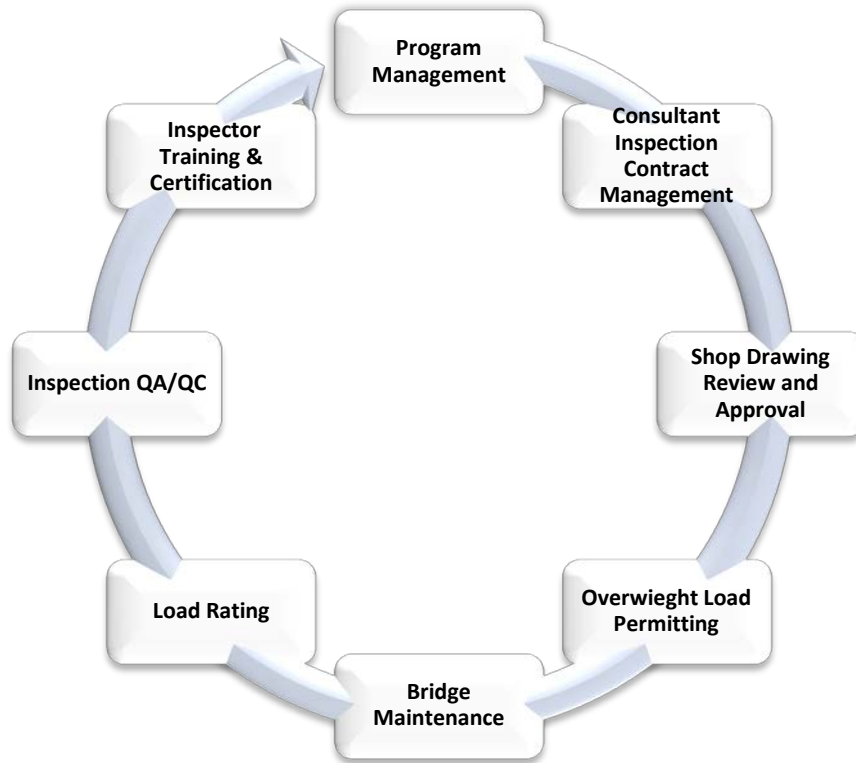 Program
Management
Consultant
Inspection
Contract
Management
Shop Drawing
Review and
Approval
Overwieght Load
Permitting
Bridge
Maintenance
Load Rating
Inspection QA/QC
Inspector
Training &
Certification